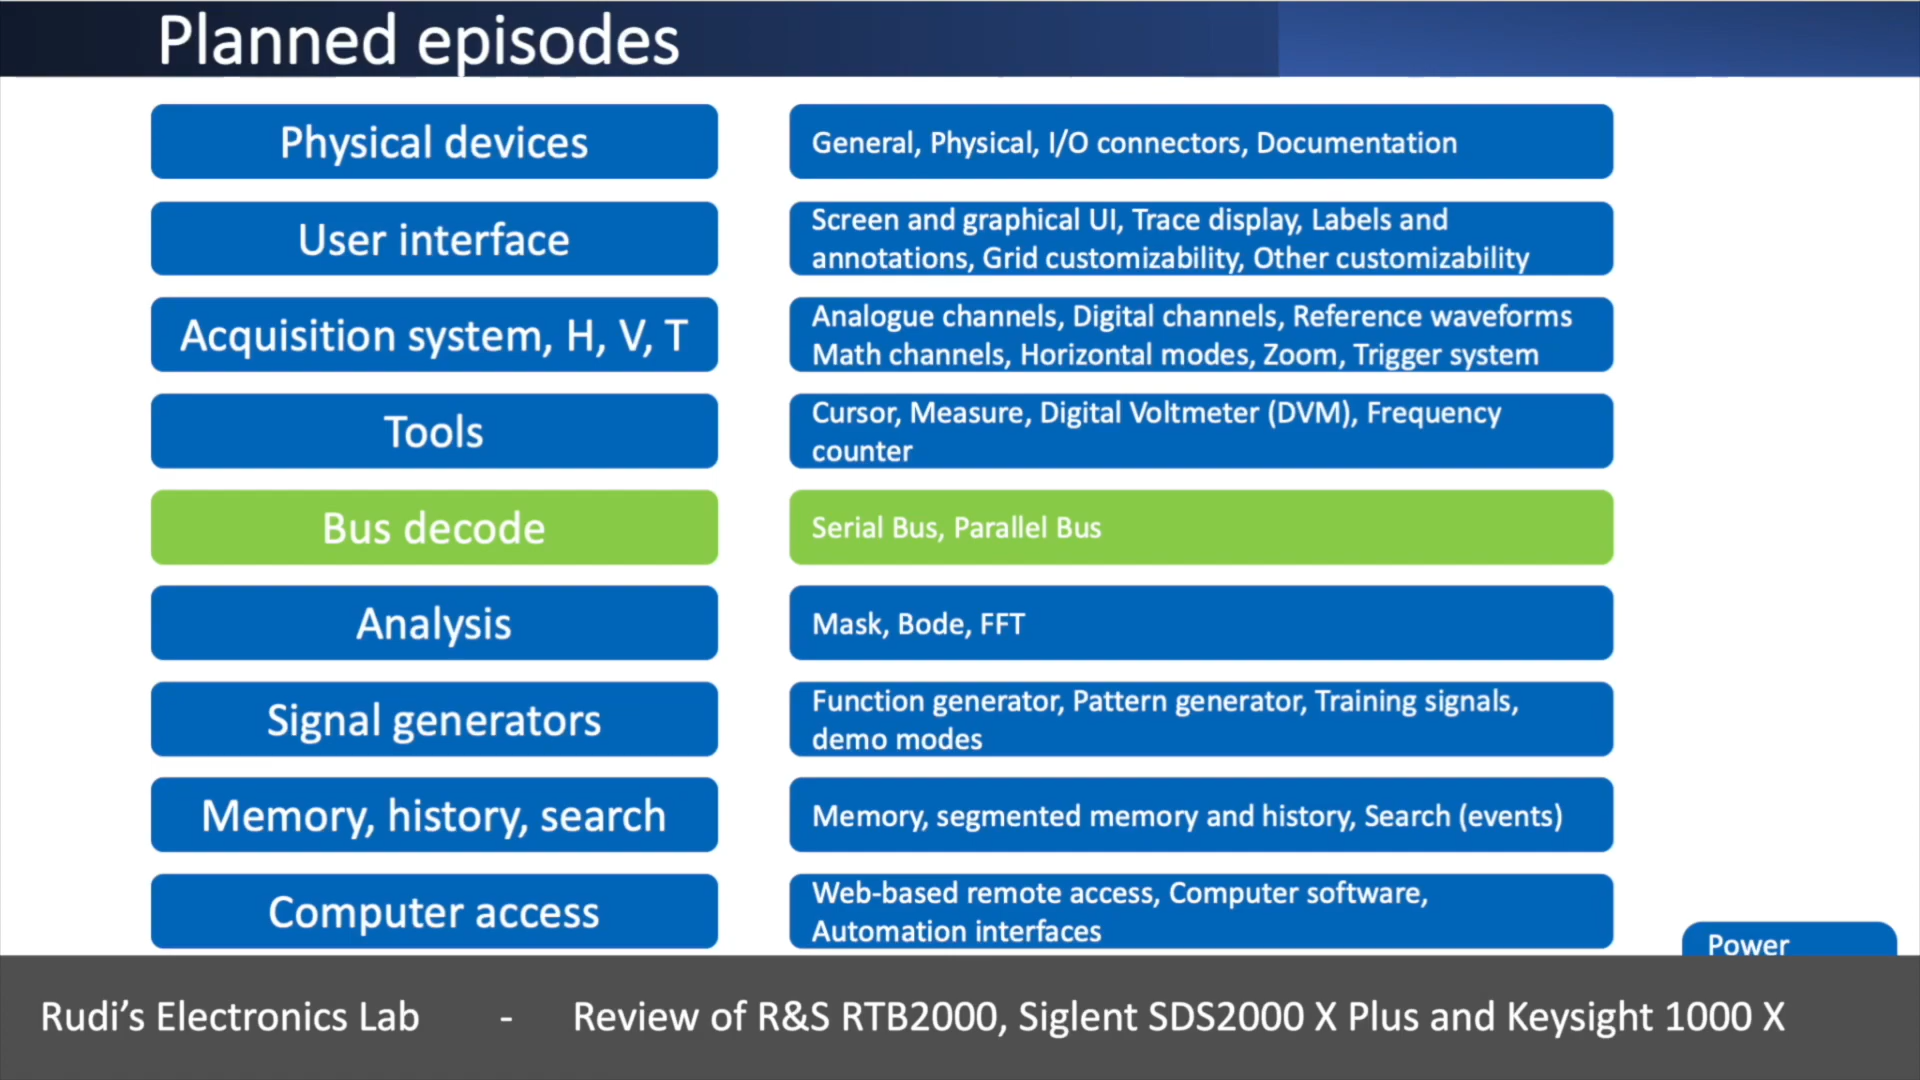 Planned episodes
Physical devices
General, Physical, I/O connectors, Documentation
User interface
Screen and graphical UI, Trace display, Labels and
annotations, Grid customizability, Other customizability
Acquisition system, H, V, T
Analogue channels, Digital channels, Reference waveforms
Math channels, Horizontal modes, Zoom, Trigger system
Tools
Cursor, Measure, Digital Voltmeter (DVM), Frequency
counter
Bus decode
Serial Bus, Parallel Bus
Analysis
Mask, Bode, FFT
Signal generators
Function generator, Pattern generator, Training signals,
demo modes
Memory, history, search
Memory, segmented memory and history, Search (events)
Computer access
Web-based remote access, Computer software,
Automation interfaces
Power
Rudi’s Electronics Lab - Review of R&S RTB2000, Siglent SDS2000 X Plus and Keysight 1000 X